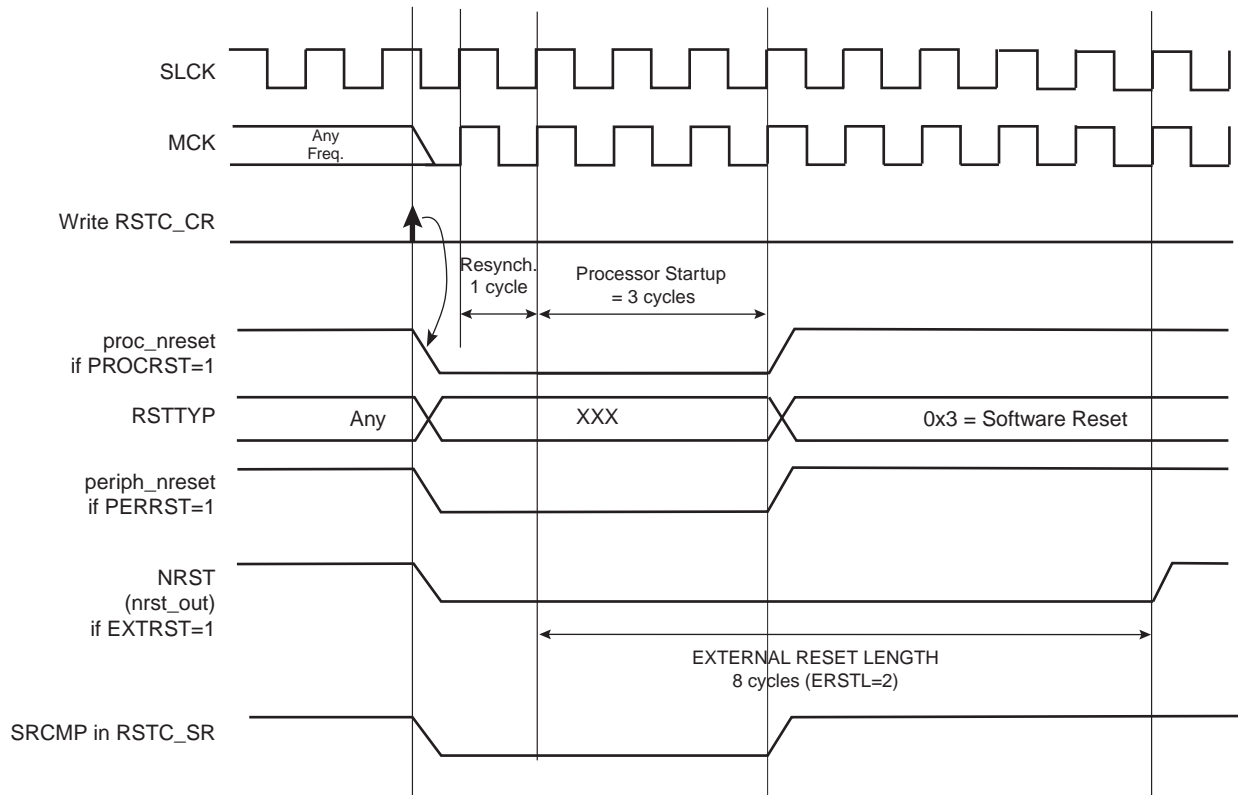 SLCK
MCK
Any
Freq.
Write RSTC_CR
Resynch.
1 cycle
Processor Startup
= 3 cycles
proc_nreset
if PROCRST=1
RSTTYP
Any
XXX
0x3 = Software Reset
periph_nreset
if PERRST=1
NRST
(nrst_out)
if EXTRST=1
EXTERNAL RESET LENGTH
8 cycles (ERSTL=2)
SRCMP in RSTC_SR